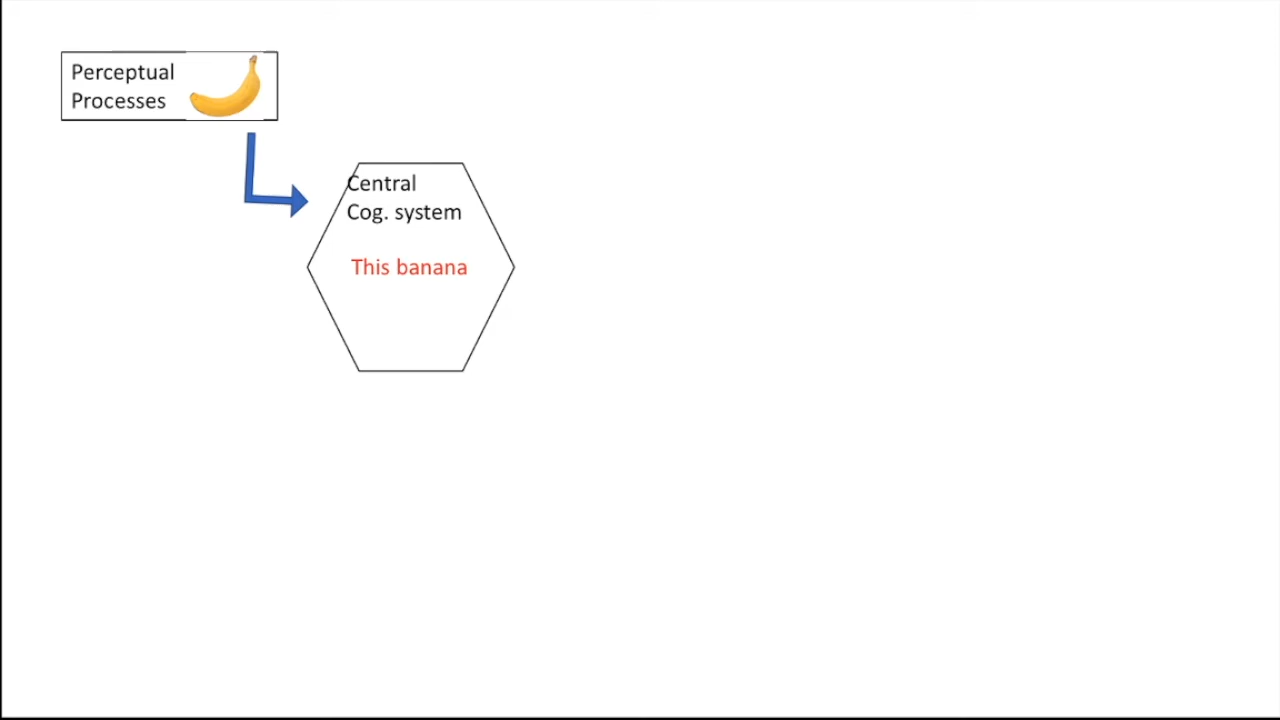 Perceptual
Processes
Central
Cog. system
This banana